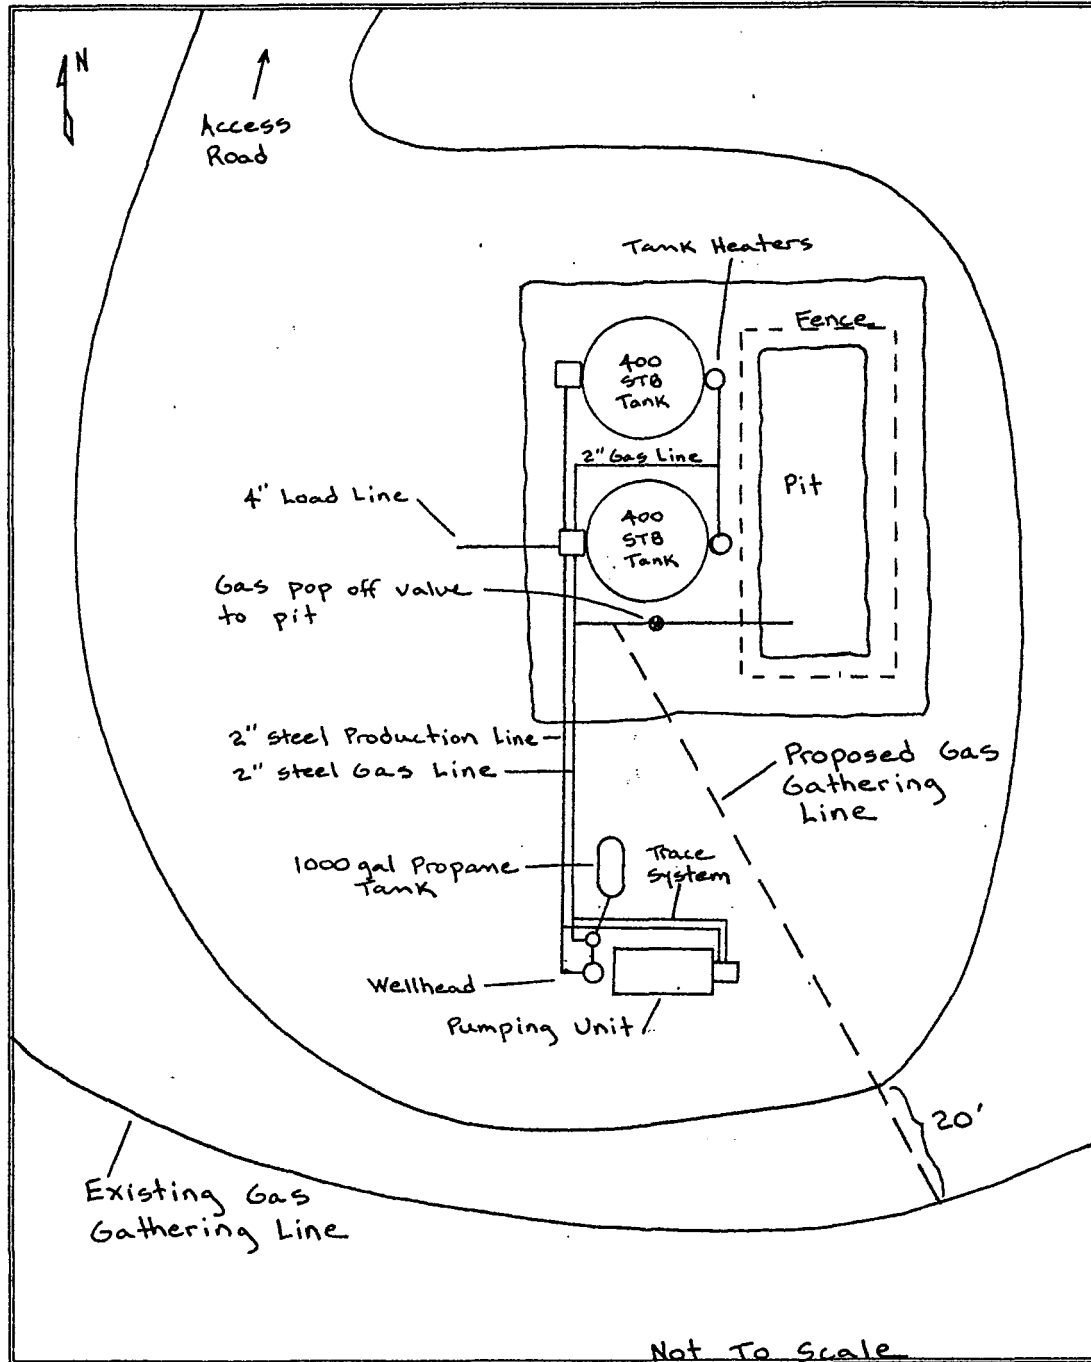 N
Access
Road
Tank Heaters
Fence
400
STB
Tank
2" Gas Line
Pit
4" Load Line
400
STB
Tank
Gas pop off value
to pit
2" steel Production Line
2" steel Gas Line
Proposed Gas
Gathering
Line
1000 gal Propane
Tank
Trace
System
Wellhead
Pumping Unit
20'
Existing Gas
Gathering Line
Not To Scale